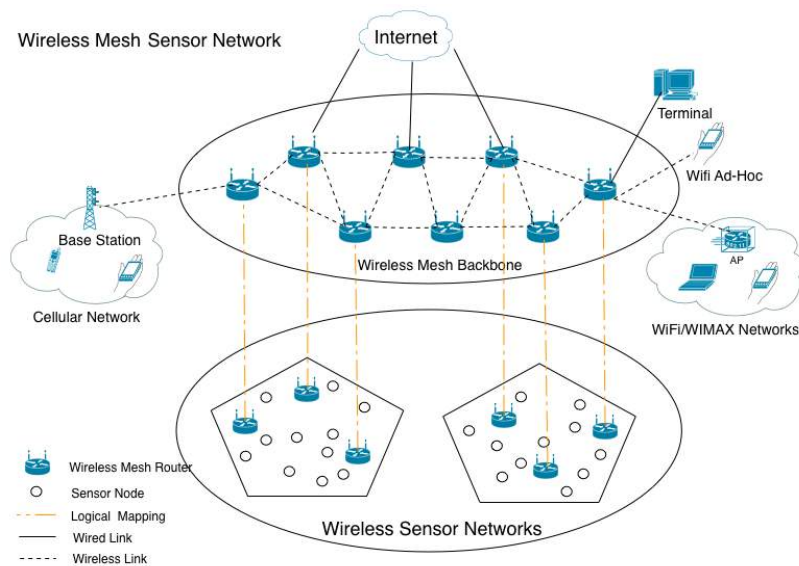 Wireless Mesh Sensor Network
Internet
Terminal
Wifi Ad-Hoc
Base Station
AP
Wireless Mesh Backbone
Cellular Network
WiFi/WIMAX Networks
Wireless Mesh Router
Sensor Node
Logical Mapping
Wired Link
Wireless Link
Wireless Sensor Networks